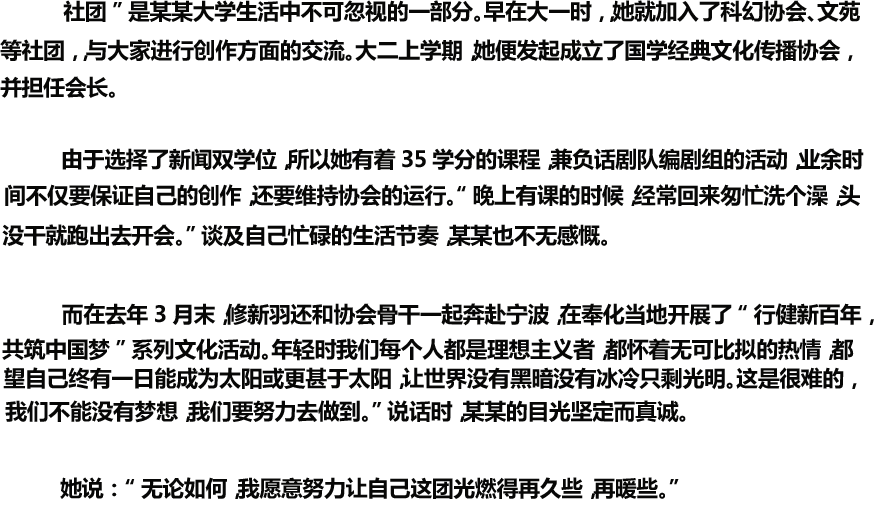 社团”是某某大学生活中不可忽视的一部分。早在大一时，她就加入了科幻协会、文苑
等社团，与大家进行创作方面的交流。大二上学期，她便发起成立了国学经典文化传播协会，
并担任会长。
由于选择了新闻双学位，所以她有着35学分的课程，兼负话剧队编剧组的活动，业余时
间不仅要保证自己的创作，还要维持协会的运行。“晚上有课的时候，经常回来匆忙洗个澡，头
没干就跑出去开会。”谈及自己忙碌的生活节奏，某某也不无感慨。
而在去年3月末，修新羽还和协会骨干一起奔赴宁波，在奉化当地开展了“行健新百年，
共筑中国梦”系列文化活动。年轻时我们每个人都是理想主义者，都怀着无可比拟的热情，都
望自己终有一日能成为太阳或更甚于太阳，让世界没有黑暗没有冰冷只剩光明。这是很难的，
我们不能没有梦想，我们要努力去做到。”说话时，某某的目光坚定而真诚。
她说：“无论如何，我愿意努力让自己这团光燃得再久些，再暖些。”